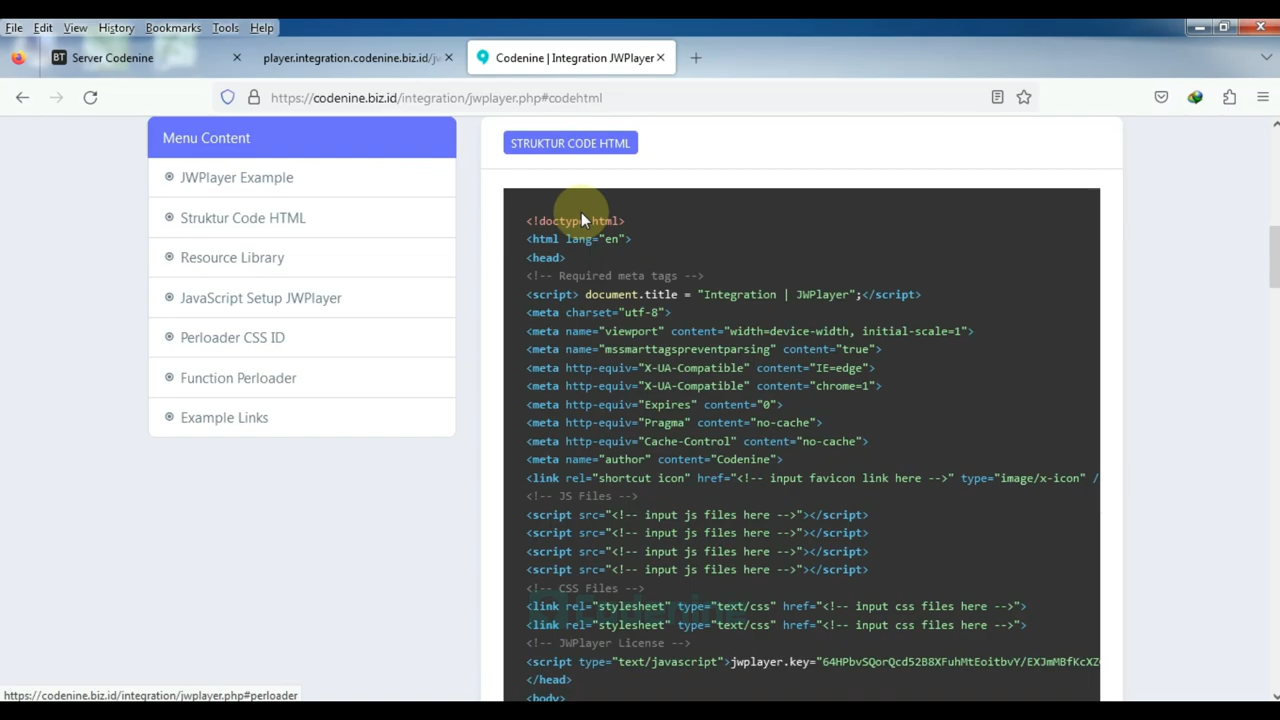 File Edit View History Bookmarks Tools Help
Server Codenine
player.integration.codenine.biz.id/jw
Codenine | Integration JWPlayer
https://codenine.biz.id/integration/jwplayer.php#codehtml
Menu Content
JWPlayer Example
Struktur Code HTML
Resource Library
JavaScript Setup JWPlayer
Perloader CSS ID
Function Perloader
Example Links
STRUKTUR CODE HTML
<!doctype html>
<html lang="en">
<head>
<!-- Required meta tags -->
<script> document.title = "Integration | JWPlayer";</script>
<meta charset="utf-8">
<meta name="viewport" content="width=device-width, initial-scale=1">
<meta name="mssmarttagspreventparsing" content="true">
<meta http-equiv="X-UA-Compatible" content="IE=edge">
<meta http-equiv="X-UA-Compatible" content="chrome=1">
<meta http-equiv="Expires" content="0">
<meta http-equiv="Pragma" content="no-cache">
<meta http-equiv="Cache-Control" content="no-cache">
<meta name="author" content="Codenine">
<link rel="shortcut icon" href="<!-- input favicon link here -->" type="image/x-icon" /
<!-- JS Files -->
<script src="<!-- input js files here -->"></script>
<script src="<!-- input js files here -->"></script>
<script src="<!-- input js files here -->"></script>
<script src="<!-- input js files here -->"></script>
<!-- CSS Files -->
<link rel="stylesheet" type="text/css" href="<!-- input css files here -->">
<link rel="stylesheet" type="text/css" href="<!-- input css files here -->">
<!-- JWPlayer License -->
<script type="text/javascript">jwplayer.key="64HPbvSQorQcd52B8XFuhMtEoitbvY/EXJmMBfKcXZ
</head>
<body>
https://codenine.biz.id/integration/jwplayer.php#perloader